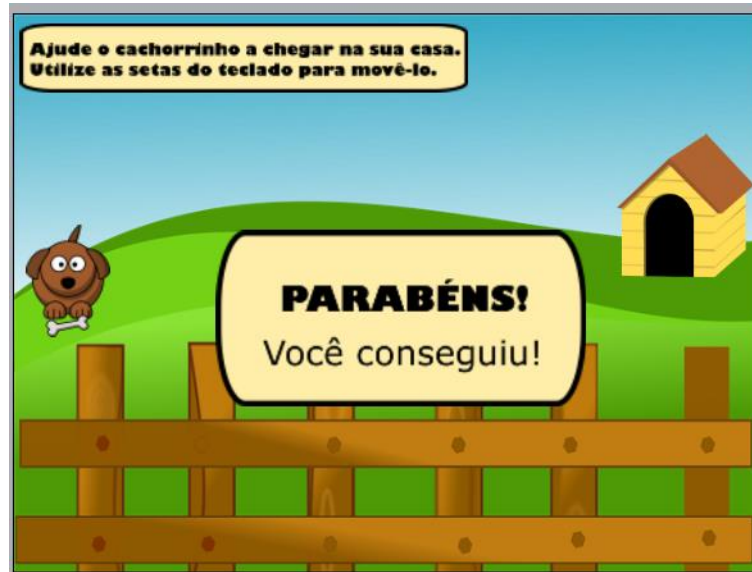 Ajude o cachorrinho a chegar na sua casa.
Utilize as setas do teclado para movê-lo.
PARABÉNS!
Você conseguiu!